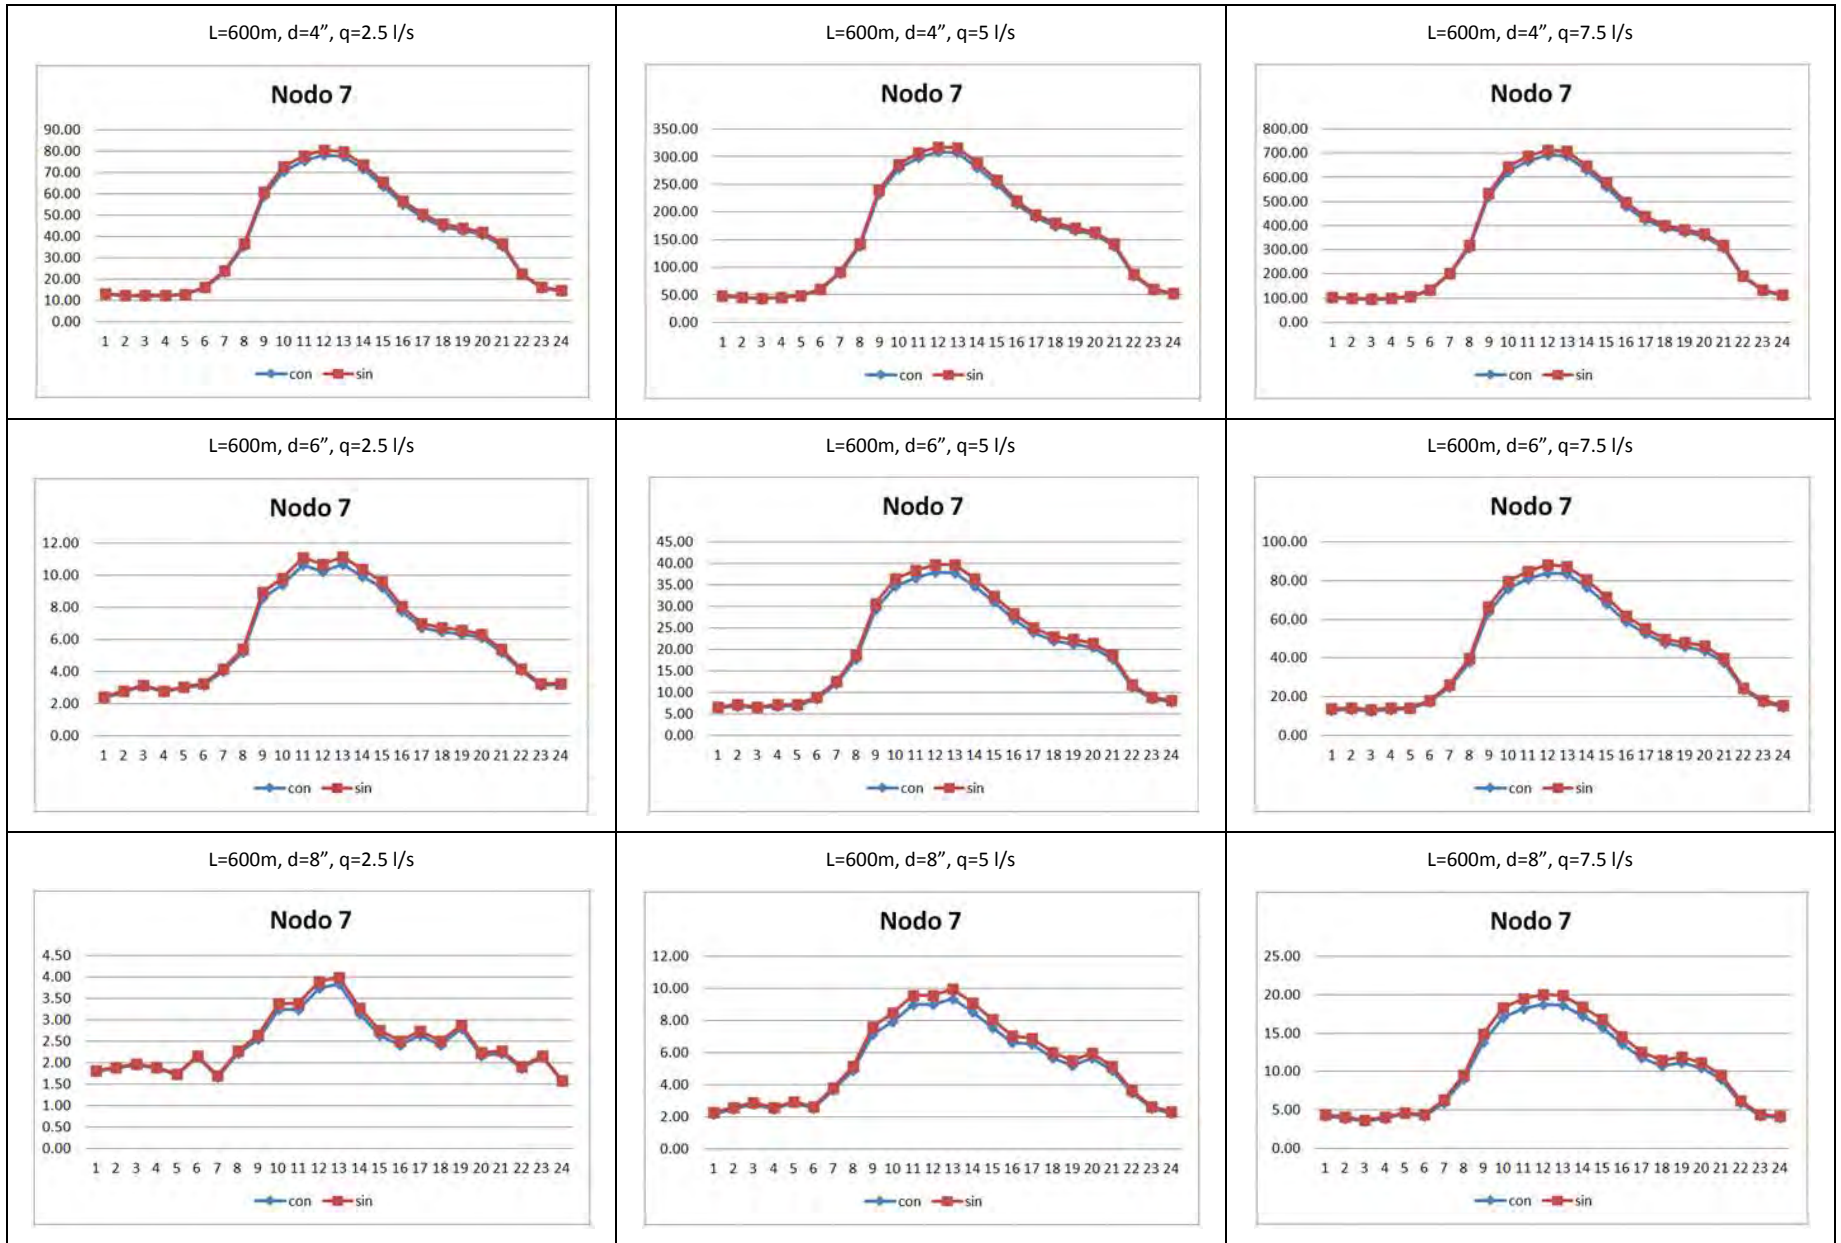 L=600m, d=4”, q=2.5 l/s
Nodo 7
90.00
80.00
70.00
60.00
50.00
40.00
30.00
20.00
10.00
0.00
1 2 3 4 5 6 7 8 9 10 11 12 13 14 15 16 17 18 19 20 21 22 23 24
con sin
L=600m, d=4”, q=5 l/s
Nodo 7
350.00
300.00
250.00
200.00
150.00
100.00
50.00
0.00
1 2 3 4 5 6 7 8 9 10 11 12 13 14 15 16 17 18 19 20 21 22 23 24
con sin
L=600m, d=4”, q=7.5 l/s
Nodo 7
800.00
700.00
600.00
500.00
400.00
300.00
200.00
100.00
0.00
1 2 3 4 5 6 7 8 9 10 11 12 13 14 15 16 17 18 19 20 21 22 23 24
con sin
L=600m, d=6”, q=2.5 l/s
Nodo 7
12.00
10.00
8.00
6.00
4.00
2.00
0.00
1 2 3 4 5 6 7 8 9 10 11 12 13 14 15 16 17 18 19 20 21 22 23 24
con sin
L=600m, d=6”, q=5 l/s
Nodo 7
45.00
40.00
35.00
30.00
25.00
20.00
15.00
10.00
5.00
0.00
1 2 3 4 5 6 7 8 9 10 11 12 13 14 15 16 17 18 19 20 21 22 23 24
con sin
L=600m, d=6”, q=7.5 l/s
Nodo 7
100.00
80.00
60.00
40.00
20.00
0.00
1 2 3 4 5 6 7 8 9 10 11 12 13 14 15 16 17 18 19 20 21 22 23 24
con sin
L=600m, d=8”, q=2.5 l/s
Nodo 7
4.50
4.00
3.50
3.00
2.50
2.00
1.50
1.00
0.50
0.00
1 2 3 4 5 6 7 8 9 10 11 12 13 14 15 16 17 18 19 20 21 22 23 24
con sin
L=600m, d=8”, q=5 l/s
Nodo 7
12.00
10.00
8.00
6.00
4.00
2.00
0.00
1 2 3 4 5 6 7 8 9 10 11 12 13 14 15 16 17 18 19 20 21 22 23 24
con sin
L=600m, d=8”, q=7.5 l/s
Nodo 7
25.00
20.00
15.00
10.00
5.00
0.00
1 2 3 4 5 6 7 8 9 10 11 12 13 14 15 16 17 18 19 20 21 22 23 24
con sin